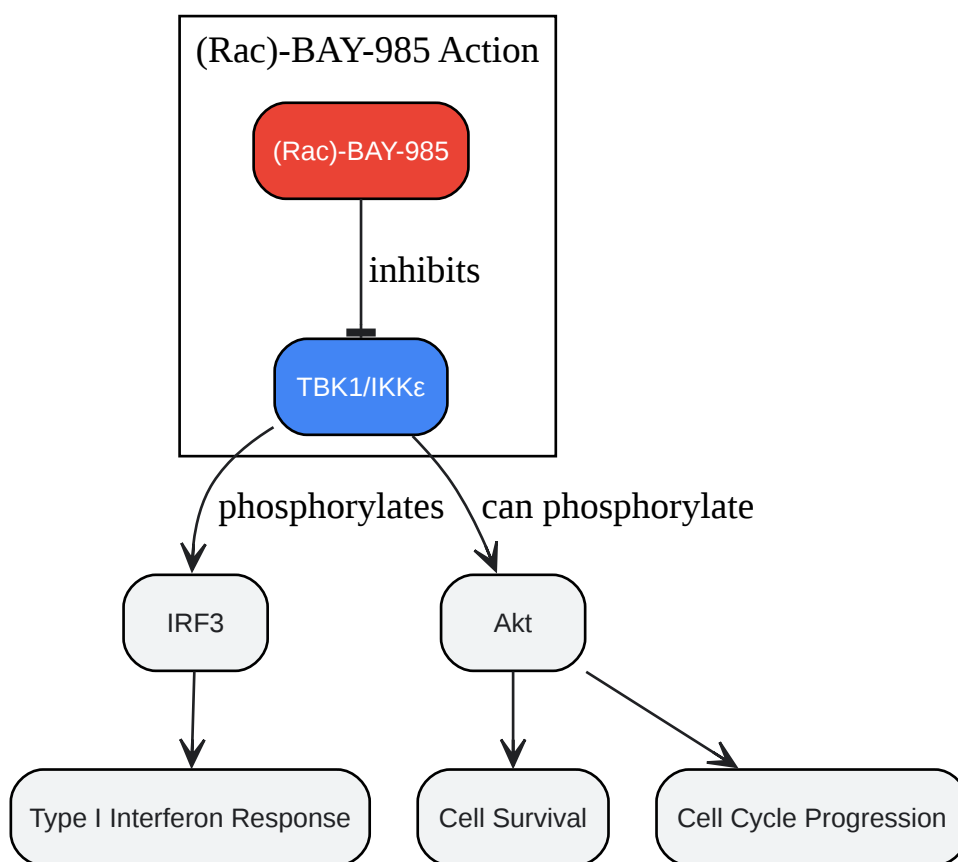 (Rac)-BAY-985 Action
(Rac)-BAY-985
inhibits
TBK1/IKKε
phosphorylates
can phosphorylate
IRF3
Akt
Type I Interferon Response
Cell Survival
Cell Cycle Progression